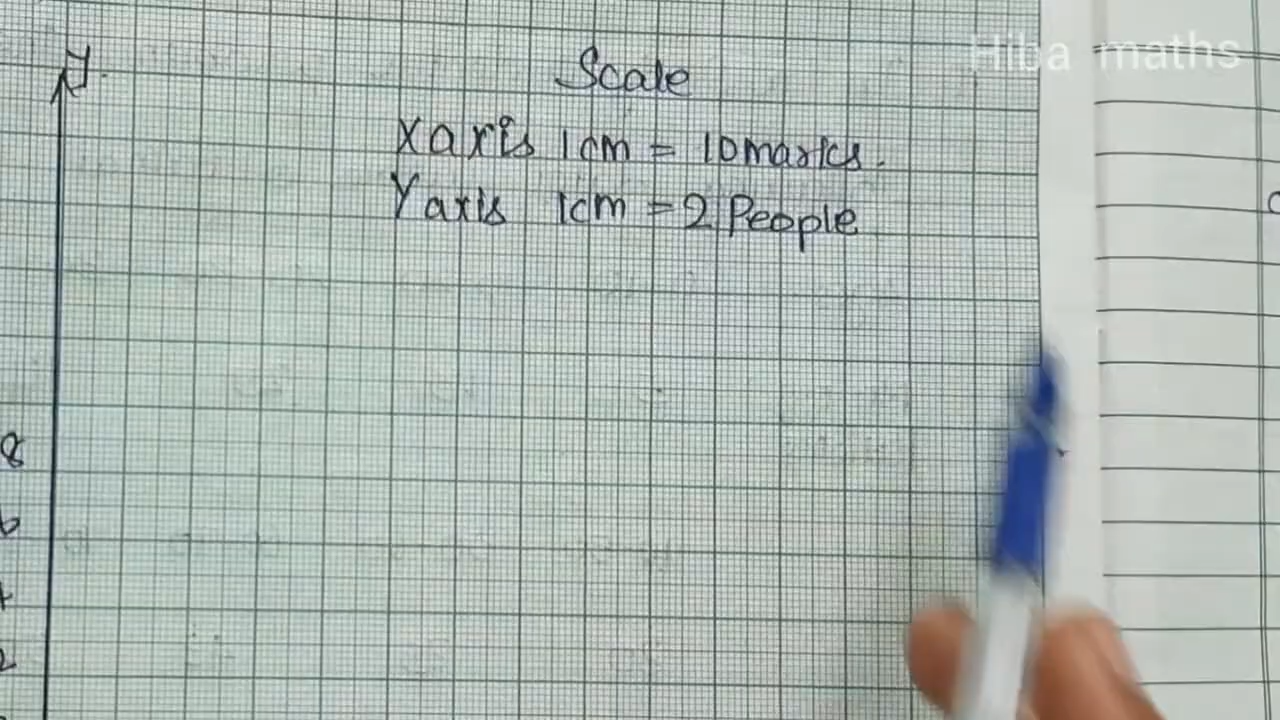 Hiba maths
y
Scale
X axis 1cm = 10 marks.
Y axis 1cm = 2 People
8
6
4
2